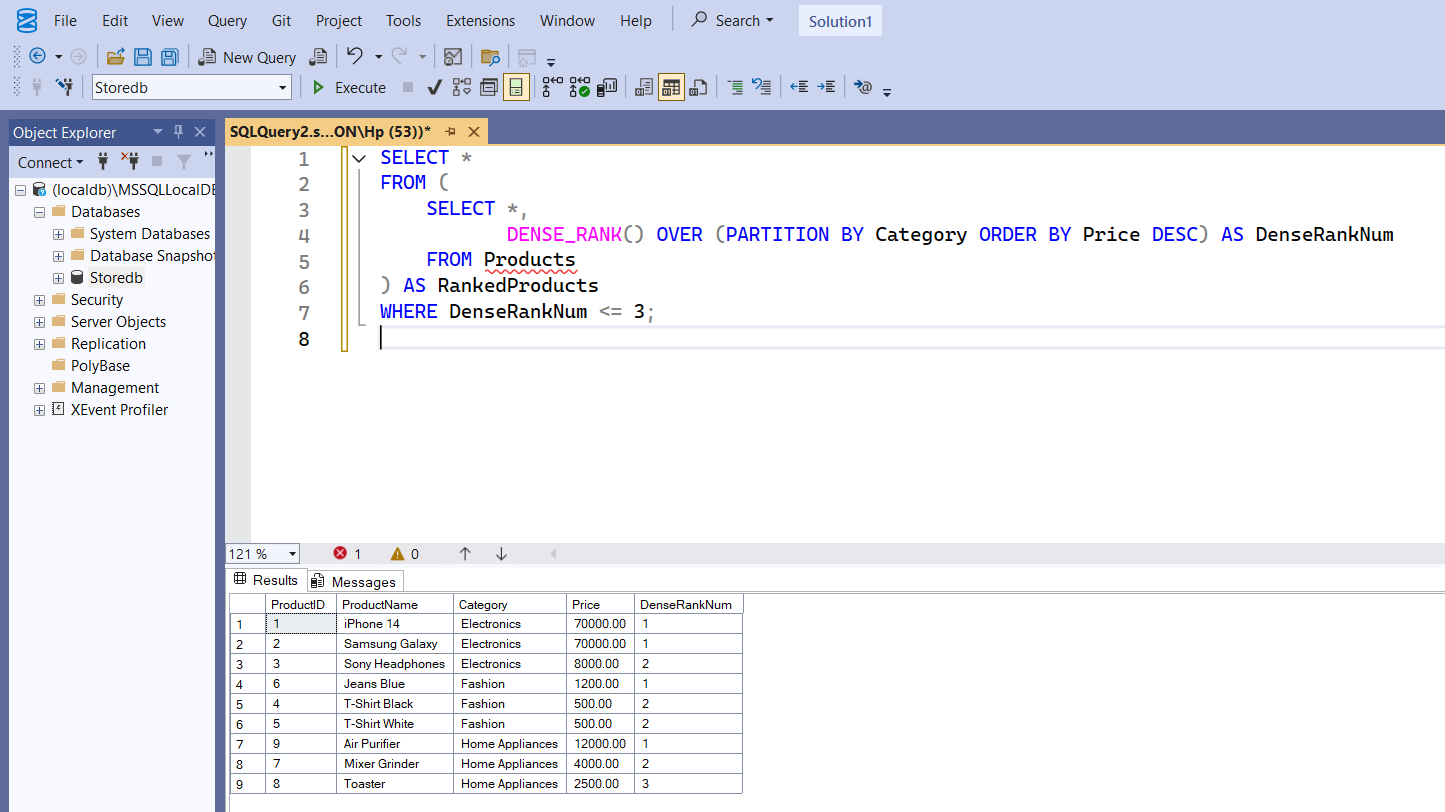 File Edit View Query Git Project Tools Extensions Window Help Search Solution1
New Query
Storedb Execute
Object Explorer
Connect
(localdb)\MSSQLLocalDB
Databases
System Databases
Database Snapshot
Storedb
Security
Server Objects
Replication
PolyBase
Management
XEvent Profiler
SQLQuery2.s...ON\Hp (53))*
1 SELECT *
2 FROM (
3 SELECT *,
4 DENSE_RANK() OVER (PARTITION BY Category ORDER BY Price DESC) AS DenseRankNum
5 FROM Products
6 ) AS RankedProducts
7 WHERE DenseRankNum <= 3;
8
121 % 1 0
Results Messages
ProductID ProductName Category Price DenseRankNum
1 1 iPhone 14 Electronics 70000.00 1
2 2 Samsung Galaxy Electronics 70000.00 1
3 3 Sony Headphones Electronics 8000.00 2
4 6 Jeans Blue Fashion 1200.00 1
5 4 T-Shirt Black Fashion 500.00 2
6 5 T-Shirt White Fashion 500.00 2
7 9 Air Purifier Home Appliances 12000.00 1
8 7 Mixer Grinder Home Appliances 4000.00 2
9 8 Toaster Home Appliances 2500.00 3